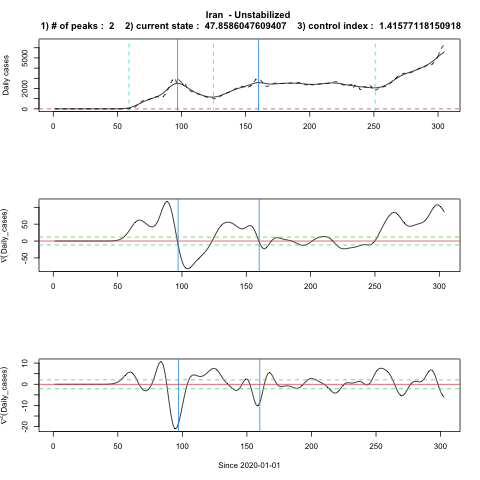 Iran - Unstabilized
1) # of peaks : 2 2) current state : 47.8586047609407 3) control index : 1.41577118150918
Daily cases
0 2000 5000
0 50 100 150 200 250 300
∇(Daily_cases)
-50 0 50
0 50 100 150 200 250 300
∇²(Daily_cases)
-20 -10 0 5 10
0 50 100 150 200 250 300
Since 2020-01-01